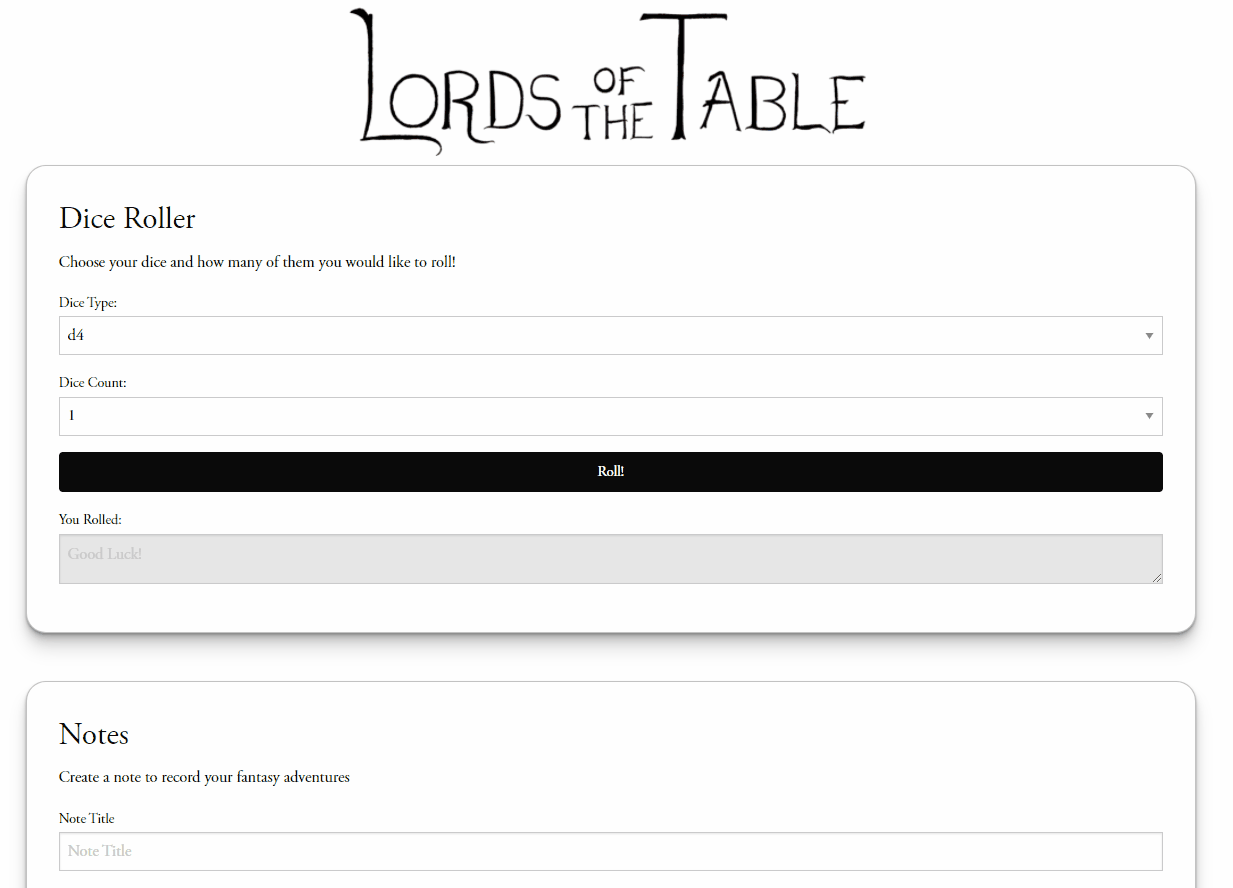 LORDS OF THE TABLE
Dice Roller
Choose your dice and how many of them you would like to roll!
Dice Type:
d4
Dice Count:
1
Roll!
You Rolled:
Good Luck!
Notes
Create a note to record your fantasy adventures
Note Title
Note Title